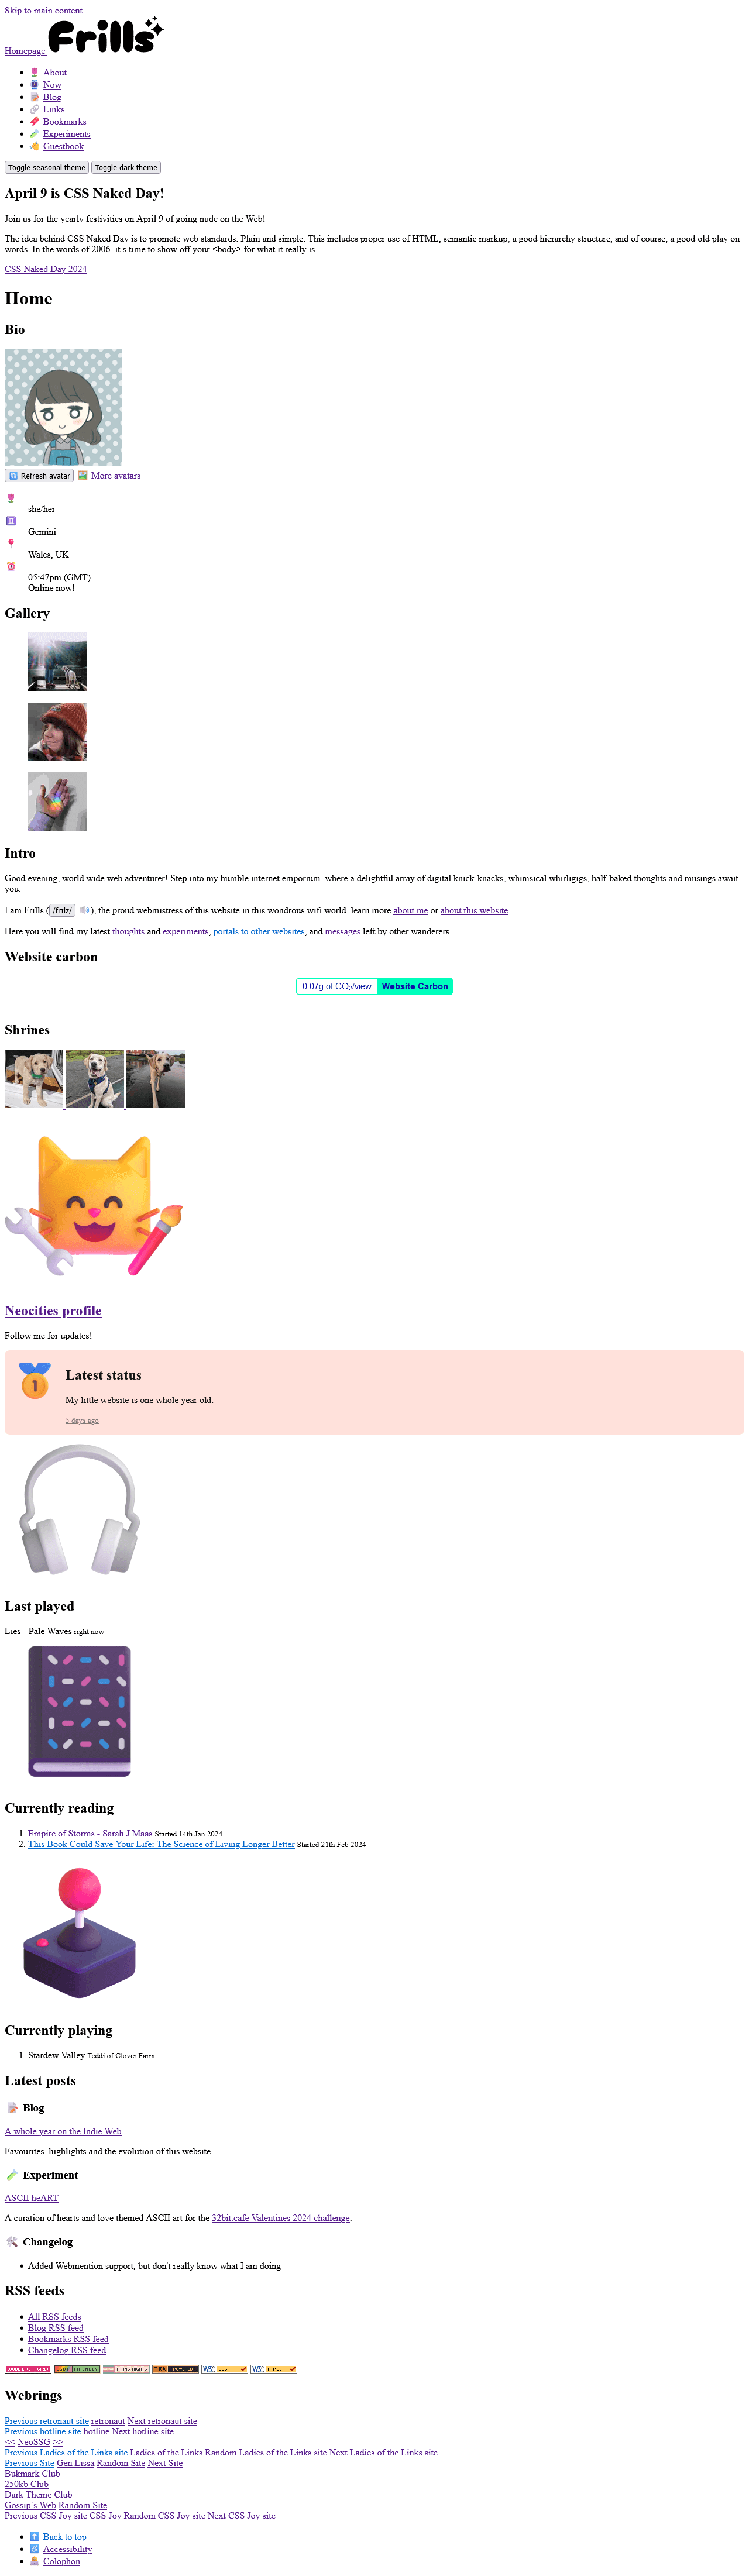 Skip to main content
Homepage Frills
About
Now
Blog
Links
Bookmarks
Experiments
Guestbook
Toggle seasonal theme Toggle dark theme
April 9 is CSS Naked Day!
Join us for the yearly festivities on April 9 of going nude on the Web!
The idea behind CSS Naked Day is to promote web standards. Plain and simple. This includes proper use of HTML, semantic markup, a good hierarchy structure, and of course, a good old play on
words. In the words of 2006, it's time to show off your <body> for what it really is.
CSS Naked Day 2024
Home
Bio
Refresh avatar More avatars
she/her
Gemini
Wales, UK
05:47pm (GMT)
Online now!
Gallery
Intro
Good evening, world wide web adventurer! Step into my humble internet emporium, where a delightful array of digital knick-knacks, whimsical whirligigs, half-baked thoughts and musings await
you.
I am Frills (/frɪlz/ ), the proud webmistress of this website in this wondrous wifi world, learn more about me or about this website.
Here you will find my latest thoughts and experiments, portals to other websites, and messages left by other wanderers.
Website carbon
0.07g of CO₂/view Website Carbon
Shrines
Neocities profile
Follow me for updates!
Latest status
My little website is one whole year old.
5 days ago
Last played
Lies - Pale Waves right now
Currently reading
1. Empire of Storms - Sarah J Maas Started 14th Jan 2024
2. This Book Could Save Your Life: The Science of Living Longer Better Started 21th Feb 2024
Currently playing
1. Stardew Valley Teddi of Clover Farm
Latest posts
Blog
A whole year on the Indie Web
Favourites, highlights and the evolution of this website
Experiment
ASCII heART
A curation of hearts and love themed ASCII art for the 32bit.cafe Valentines 2024 challenge.
Changelog
Added Webmention support, but don't really know what I am doing
RSS feeds
All RSS feeds
Blog RSS feed
Bookmarks RSS feed
Changelog RSS feed
<CODE LIKE A GIRL> LGBTQ FRIENDLY TRANS RIGHTS TEA POWERED W3C CSS W3C HTML5
Webrings
Previous retronaut site retronaut Next retronaut site
Previous hotline site hotline Next hotline site
<< NeoSSG >>
Previous Ladies of the Links site Ladies of the Links Random Ladies of the Links site Next Ladies of the Links site
Previous Site Gen Lissa Random Site Next Site
Bukmark Club
250kb Club
Dark Theme Club
Gossip's Web Random Site
Previous CSS Joy site CSS Joy Random CSS Joy site Next CSS Joy site
Back to top
Accessibility
Colophon